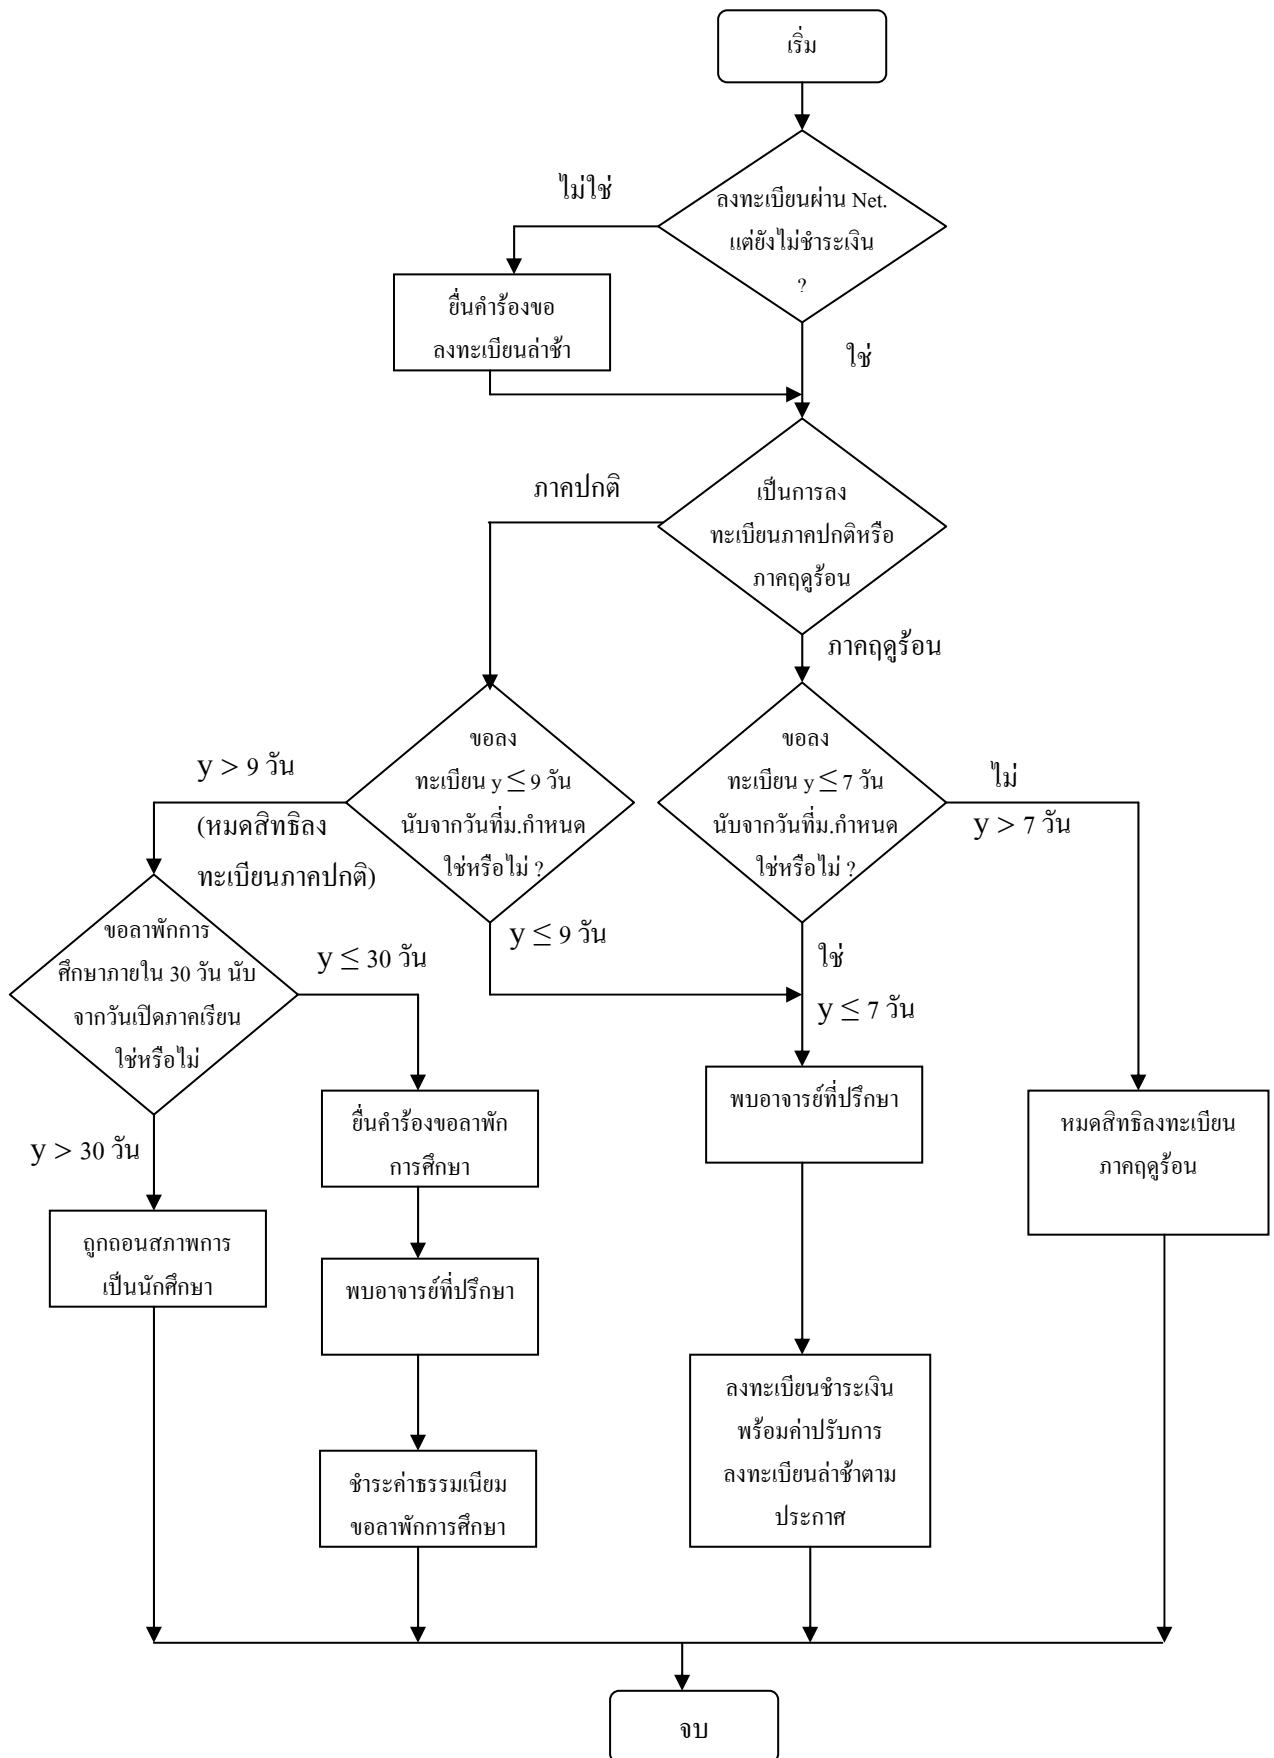 เริ่ม
ไม่ใช่
ลงทะเบียนผ่าน Net.
แต่ยังไม่ชำระเงิน
?
ยื่นคำร้องขอ
ลงทะเบียนล่าช้า
ใช่
ภาคปกติ
เป็นการลง
ทะเบียนภาคปกติหรือ
ภาคฤดูร้อน
ภาคฤดูร้อน
y > 9 วัน
(หมดสิทธิลง
ทะเบียนภาคปกติ)
ขอลง
ทะเบียน y ≤ 9 วัน
นับจากวันที่ม.กำหนด
ใช่หรือไม่ ?
ขอลง
ทะเบียน y ≤ 7 วัน
นับจากวันที่ม.กำหนด
ใช่หรือไม่ ?
ไม่
y > 7 วัน
ขอลาพักการ
ศึกษาภายใน 30 วัน นับ
จากวันเปิดภาคเรียน
ใช่หรือไม่
y ≤ 30 วัน
y ≤ 9 วัน
ใช่
y ≤ 7 วัน
y > 30 วัน
ยื่นคำร้องขอลาพัก
การศึกษา
พบอาจารย์ที่ปรึกษา
หมดสิทธิลงทะเบียน
ภาคฤดูร้อน
ถูกถอนสภาพการ
เป็นนักศึกษา
พบอาจารย์ที่ปรึกษา
ลงทะเบียนชำระเงิน
พร้อมค่าปรับการ
ลงทะเบียนล่าช้าตาม
ประกาศ
ชำระค่าธรรมเนียม
ขอลาพักการศึกษา
จบ